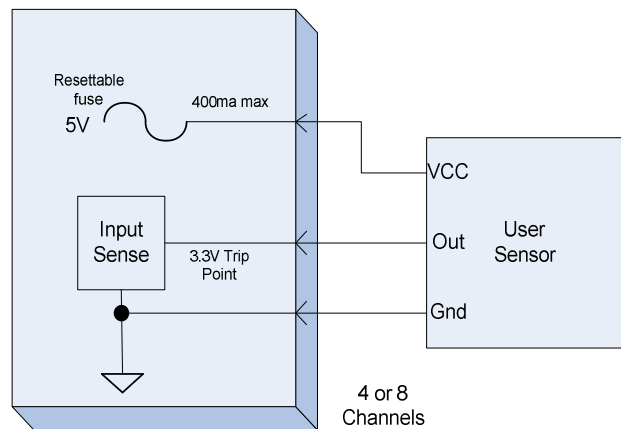 Resettable
fuse
5V
400ma max
VCC
Input
Sense
3.3V Trip
Point
Out
User
Sensor
Gnd
4 or 8
Channels